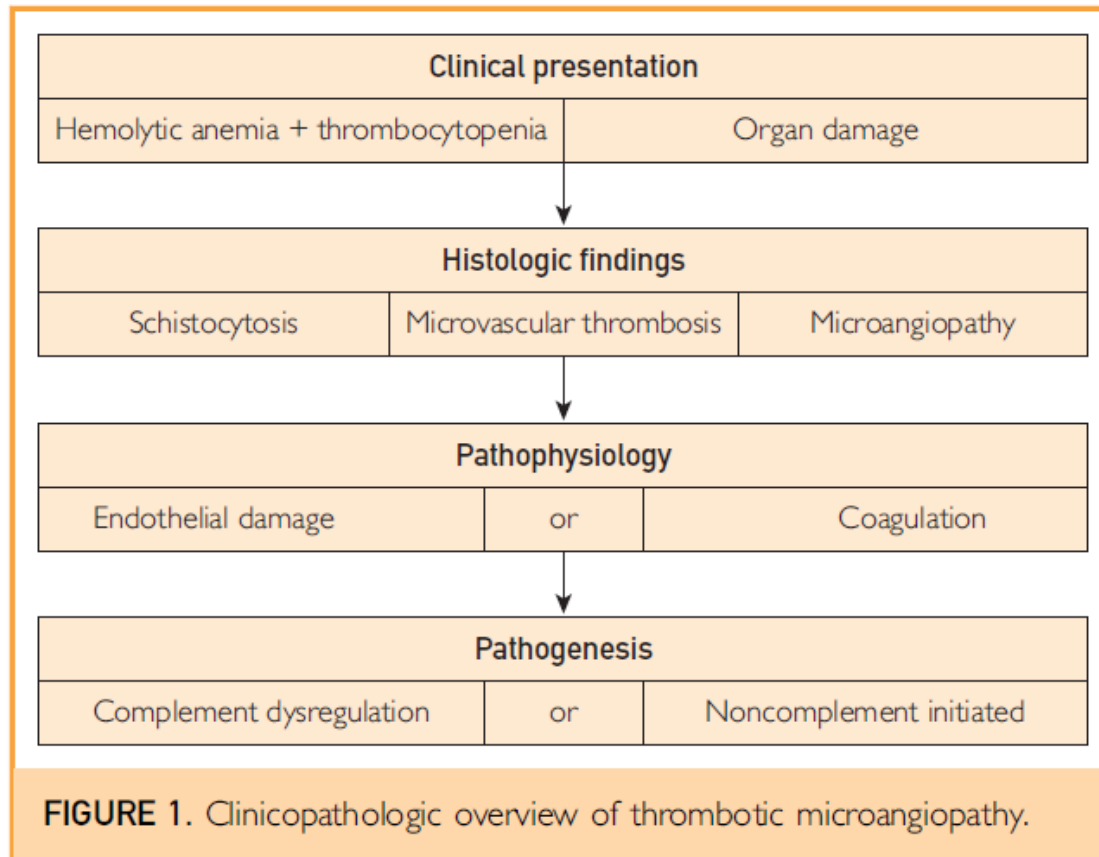 Clinical presentation
Hemolytic anemia + thrombocytopenia Organ damage
Histologic findings
Schistocytosis Microvascular thrombosis Microangiopathy
Pathophysiology
Endothelial damage or Coagulation
Pathogenesis
Complement dysregulation or Noncomplement initiated
FIGURE 1. Clinicopathologic overview of thrombotic microangiopathy.